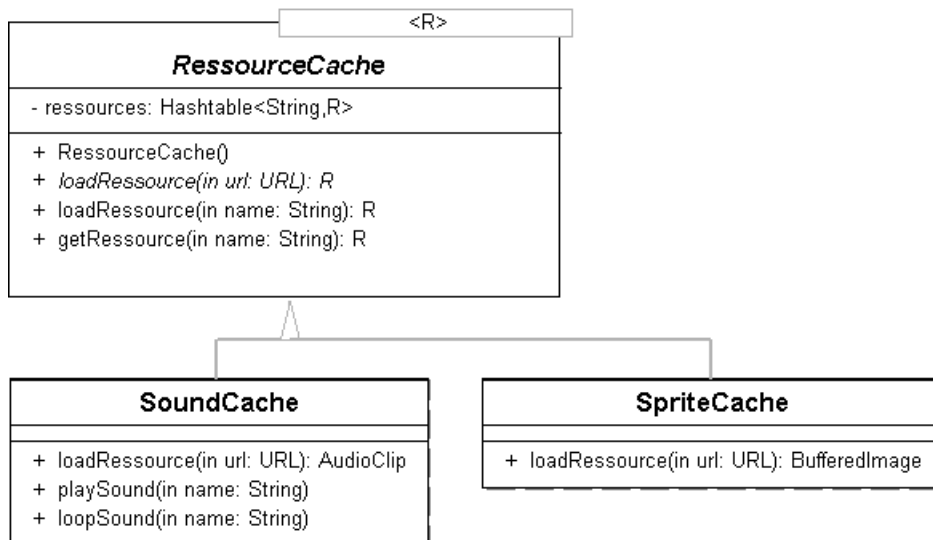 <R>
RessourceCache
- ressources: Hashtable<String,R>
+ RessourceCache()
+ loadRessource(in url: URL): R
+ loadRessource(in name: String): R
+ getRessource(in name: String): R
SoundCache
+ loadRessource(in url: URL): AudioClip
+ playSound(in name: String)
+ loopSound(in name: String)
SpriteCache
+ loadRessource(in url: URL): BufferedImage